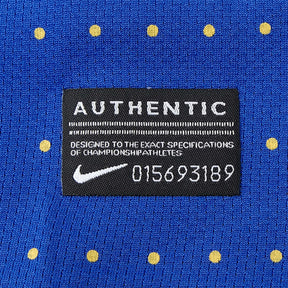 AUTHENTIC
DESIGNED TO THE EXACT SPECIFICATIONS
OF CHAMPIONSHIPATHLETES
015693189